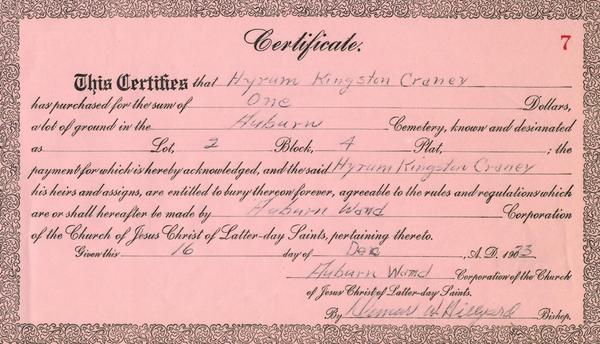 Certificate.
7
This Certifies that Hyrum Kingston Craney
has purchased for the sum of One Dollars,
a lot of ground in the Auburn Cemetery, known and designated
as Lot, 2 Block, 4 Plat, ; the
payment for which is hereby acknowledged, and the said Hyrum Kingston Craney
his heirs and assigns, are entitled to bury thereon forever, agreeable to the rules and regulations which
are or shall hereafter be made by Auburn Ward Corporation
of the Church of Jesus Christ of Latter-day Saints, pertaining thereto.
Given this 16 day of Dec A.D. 1973
Auburn Ward Corporation of the Church
of Jesus Christ of Latter-day Saints.
By Hillyard Bishop.